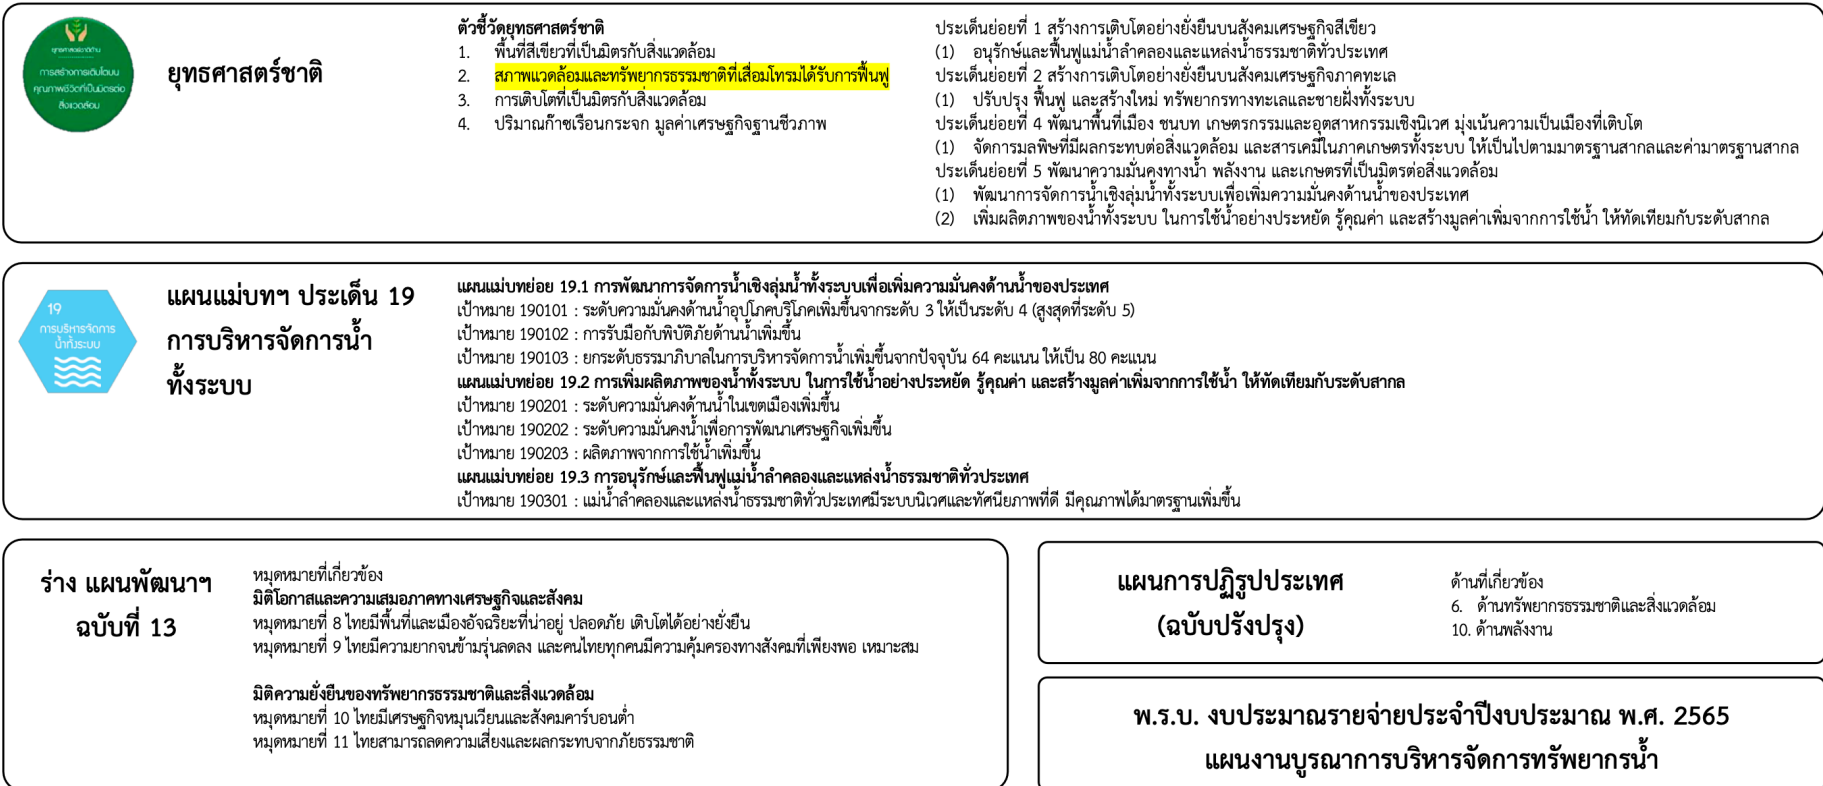 ยุทธศาสตร์ชาติด้าน
การสร้างการเติบโตบน
คุณภาพชีวิตที่เป็นมิตรต่อ
สิ่งแวดล้อม
ยุทธศาสตร์ชาติ
ตัวชี้วัดยุทธศาสตร์ชาติ
1. พื้นที่สีเขียวที่เป็นมิตรกับสิ่งแวดล้อม
2. สภาพแวดล้อมและทรัพยากรธรรมชาติที่เสื่อมโทรมได้รับการฟื้นฟู
3. การเติบโตที่เป็นมิตรกับสิ่งแวดล้อม
4. ปริมาณก๊าซเรือนกระจก มูลค่าเศรษฐกิจฐานชีวภาพ
ประเด็นย่อยที่ 1 สร้างการเติบโตอย่างยั่งยืนบนสังคมเศรษฐกิจสีเขียว
(1) อนุรักษ์และฟื้นฟูแม่น้ำลำคลองและแหล่งน้ำธรรมชาติทั่วประเทศ
ประเด็นย่อยที่ 2 สร้างการเติบโตอย่างยั่งยืนบนสังคมเศรษฐกิจภาคทะเล
(1) ปรับปรุง ฟื้นฟู และสร้างใหม่ ทรัพยากรทางทะเลและชายฝั่งทั้งระบบ
ประเด็นย่อยที่ 4 พัฒนาพื้นที่เมือง ชนบท เกษตรกรรมและอุตสาหกรรมเชิงนิเวศ มุ่งเน้นความเป็นเมืองที่เติบโต
(1) จัดการมลพิษที่มีผลกระทบต่อสิ่งแวดล้อม และสารเคมีในภาคเกษตรทั้งระบบ ให้เป็นไปตามมาตรฐานสากลและค่ามาตรฐานสากล
ประเด็นย่อยที่ 5 พัฒนาความมั่นคงทางน้ำ พลังงาน และเกษตรที่เป็นมิตรต่อสิ่งแวดล้อม
(1) พัฒนาการจัดการน้ำเชิงลุ่มน้ำทั้งระบบเพื่อเพิ่มความมั่นคงด้านน้ำของประเทศ
(2) เพิ่มผลิตภาพของน้ำทั้งระบบ ในการใช้น้ำอย่างประหยัด รู้คุณค่า และสร้างมูลค่าเพิ่มจากการใช้น้ำ ให้ทัดเทียมกับระดับสากล
19
การบริหารจัดการ
น้ำทั้งระบบ
แผนแม่บทฯ ประเด็น 19
การบริหารจัดการน้ำ
ทั้งระบบ
แผนแม่บทย่อย 19.1 การพัฒนาการจัดการน้ำเชิงลุ่มน้ำทั้งระบบเพื่อเพิ่มความมั่นคงด้านน้ำของประเทศ
เป้าหมาย 190101 : ระดับความมั่นคงด้านน้ำอุปโภคบริโภคเพิ่มขึ้นจากระดับ 3 ให้เป็นระดับ 4 (สูงสุดที่ระดับ 5)
เป้าหมาย 190102 : การรับมือกับพิบัติภัยด้านน้ำเพิ่มขึ้น
เป้าหมาย 190103 : ยกระดับธรรมาภิบาลในการบริหารจัดการน้ำเพิ่มขึ้นจากปัจจุบัน 64 คะแนน ให้เป็น 80 คะแนน
แผนแม่บทย่อย 19.2 การเพิ่มผลิตภาพของน้ำทั้งระบบ ในการใช้น้ำอย่างประหยัด รู้คุณค่า และสร้างมูลค่าเพิ่มจากการใช้น้ำ ให้ทัดเทียมกับระดับสากล
เป้าหมาย 190201 : ระดับความมั่นคงด้านน้ำในเขตเมืองเพิ่มขึ้น
เป้าหมาย 190202 : ระดับความมั่นคงน้ำเพื่อการพัฒนาเศรษฐกิจเพิ่มขึ้น
เป้าหมาย 190203 : ผลิตภาพจากการใช้น้ำเพิ่มขึ้น
แผนแม่บทย่อย 19.3 การอนุรักษ์และฟื้นฟูแม่น้ำลำคลองและแหล่งน้ำธรรมชาติทั่วประเทศ
เป้าหมาย 190301 : แม่น้ำลำคลองและแหล่งน้ำธรรมชาติทั่วประเทศมีระบบนิเวศและทัศนียภาพที่ดี มีคุณภาพได้มาตรฐานเพิ่มขึ้น
ร่าง แผนพัฒนาฯ
ฉบับที่ 13
หมุดหมายที่เกี่ยวข้อง
มิติโอกาสและความเสมอภาคทางเศรษฐกิจและสังคม
หมุดหมายที่ 8 ไทยมีพื้นที่และเมืองอัจฉริยะที่น่าอยู่ ปลอดภัย เติบโตได้อย่างยั่งยืน
หมุดหมายที่ 9 ไทยมีความยากจนข้ามรุ่นลดลง และคนไทยทุกคนมีความคุ้มครองทางสังคมที่เพียงพอ เหมาะสม
มิติความยั่งยืนของทรัพยากรธรรมชาติและสิ่งแวดล้อม
หมุดหมายที่ 10 ไทยมีเศรษฐกิจหมุนเวียนและสังคมคาร์บอนต่ำ
หมุดหมายที่ 11 ไทยสามารถลดความเสี่ยงและผลกระทบจากภัยธรรมชาติ
แผนการปฏิรูปประเทศ
(ฉบับปรังปรุง)
ด้านที่เกี่ยวข้อง
6. ด้านทรัพยากรธรรมชาติและสิ่งแวดล้อม
10. ด้านพลังงาน
พ.ร.บ. งบประมาณรายจ่ายประจำปีงบประมาณ พ.ศ. 2565
แผนงานบูรณาการบริหารจัดการทรัพยากรน้ำ